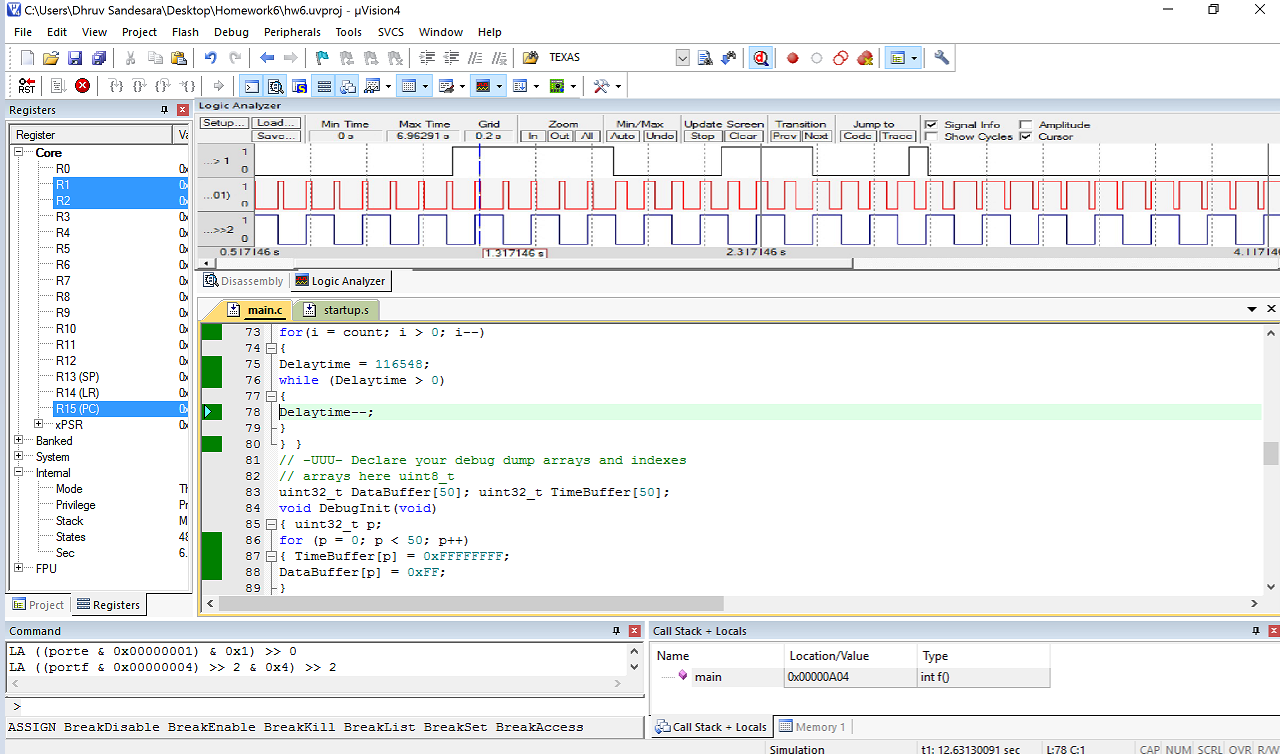 C:\Users\Dhruv Sandesara\Desktop\Homework6\hw6.uvproj - µVision4
File Edit View Project Flash Debug Peripherals Tools SVCS Window Help
TEXAS
RST
Registers
Register Va
Core
R0 0x
R1 0x
R2 0x
R3 0x
R4 0x
R5 0x
R6 0x
R7 0x
R8 0x
R9 0x
R10 0x
R11 0x
R12 0x
R13 (SP) 0x
R14 (LR) 0x
R15 (PC) 0x
xPSR 0x
Banked
System
Internal
Mode Th
Privilege Pr
Stack M
States 48
Sec 6.
FPU
Project Registers
Logic Analyzer
Setup... Load... Min Time Max Time Grid Zoom Min/Max Update Screen Transition Jump to Signal Info Amplitude
Save... 0 s 6.96291 s 0.2 s In Out All Auto Undo Stop Clear Prev Next Code Trace Show Cycles Cursor
...> 1 1 0
...01) 1 0
...>>2 1 0
0.517146 s 1.317146 s 2.317146 s 4.117146
Disassembly Logic Analyzer
main.c startup.s
73 for(i = count; i > 0; i--)
74 {
75 Delaytime = 116548;
76 while (Delaytime > 0)
77 {
78 Delaytime--;
79 }
80 } }
81 // -UUU- Declare your debug dump arrays and indexes
82 // arrays here uint8_t
83 uint32_t DataBuffer[50]; uint32_t TimeBuffer[50];
84 void DebugInit(void)
85 { uint32_t p;
86 for (p = 0; p < 50; p++)
87 { TimeBuffer[p] = 0xFFFFFFFF;
88 DataBuffer[p] = 0xFF;
89 }
Command
LA ((porte & 0x00000001) & 0x1) >> 0
LA ((portf & 0x00000004) >> 2 & 0x4) >> 2
>
ASSIGN BreakDisable BreakEnable BreakKill BreakList BreakSet BreakAccess
Call Stack + Locals
Name Location/Value Type
main 0x00000A04 int f()
Call Stack + Locals Memory 1
Simulation t1: 12.63130091 sec L:78 C:1 CAP NUM SCRL OVR R/W